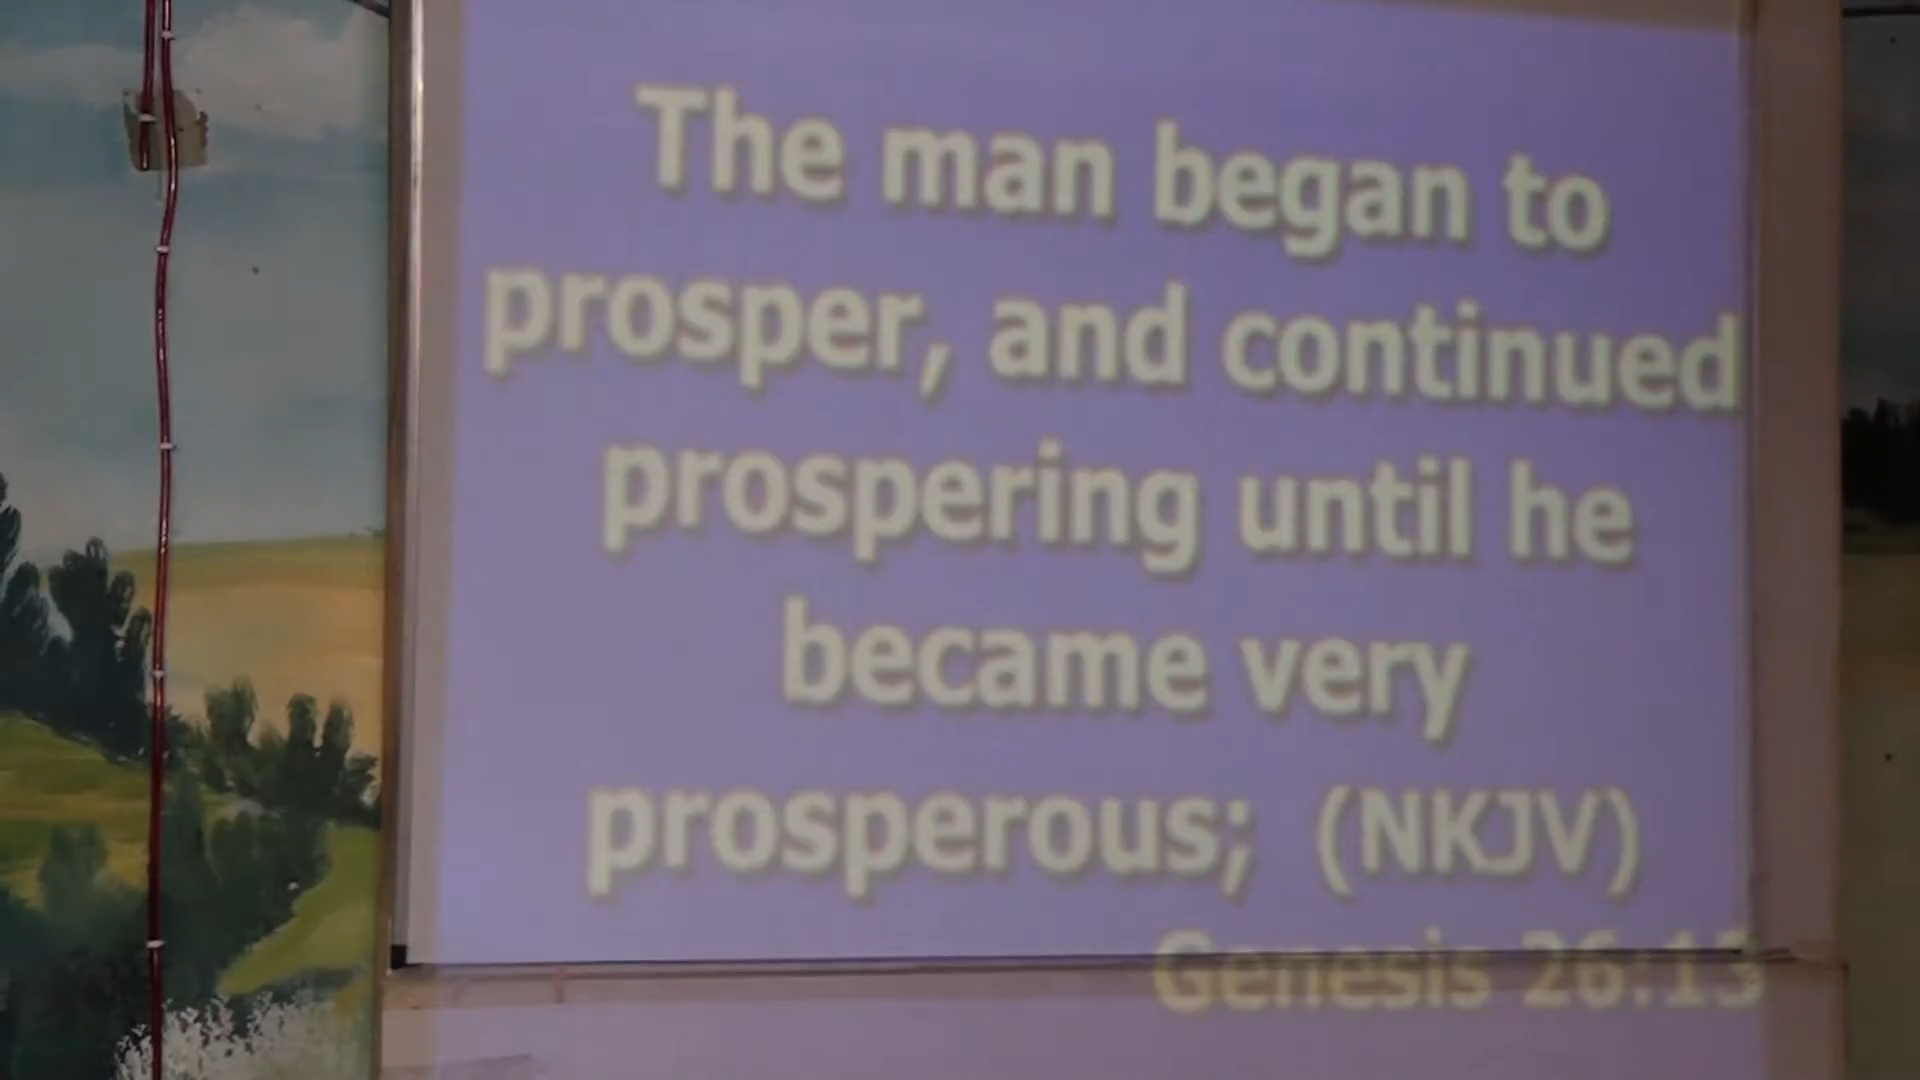 The man began to
prosper, and continued
prospering until he
became very
prosperous; (NKJV)
Genesis 26:13